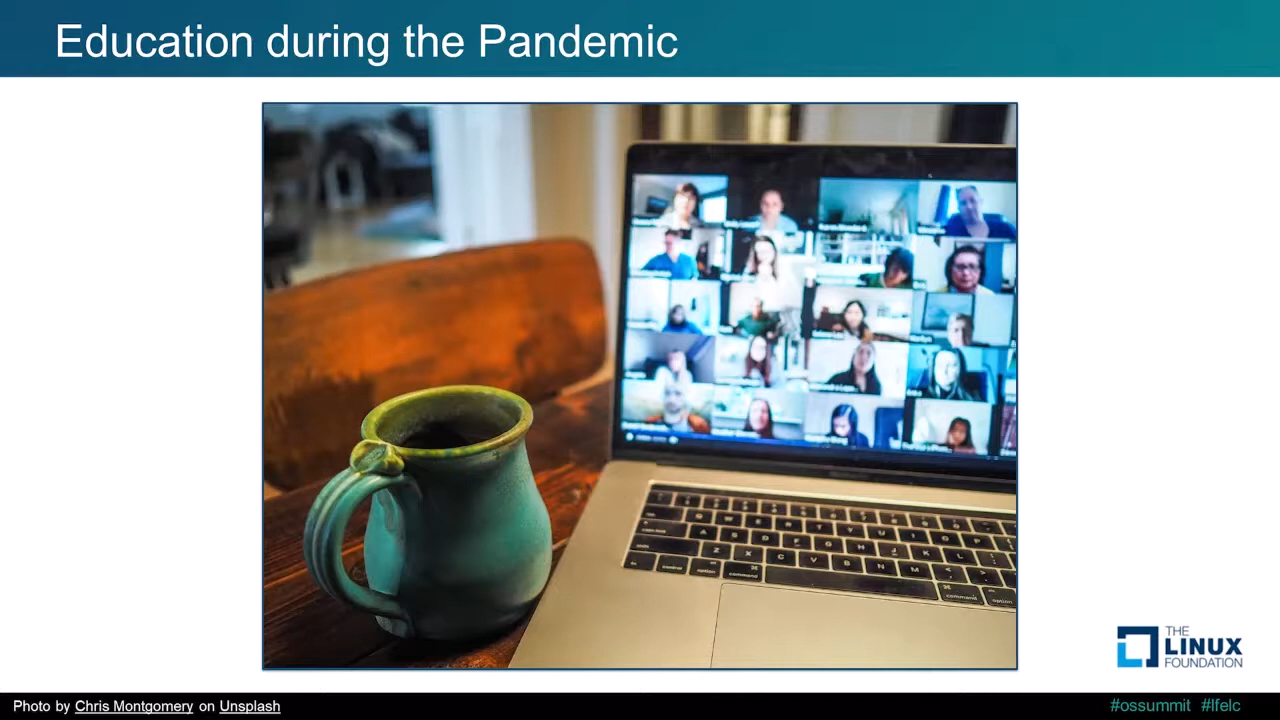 Education during the Pandemic
THE
LINUX
FOUNDATION
Photo by Chris Montgomery on Unsplash
#ossummit #lfelc